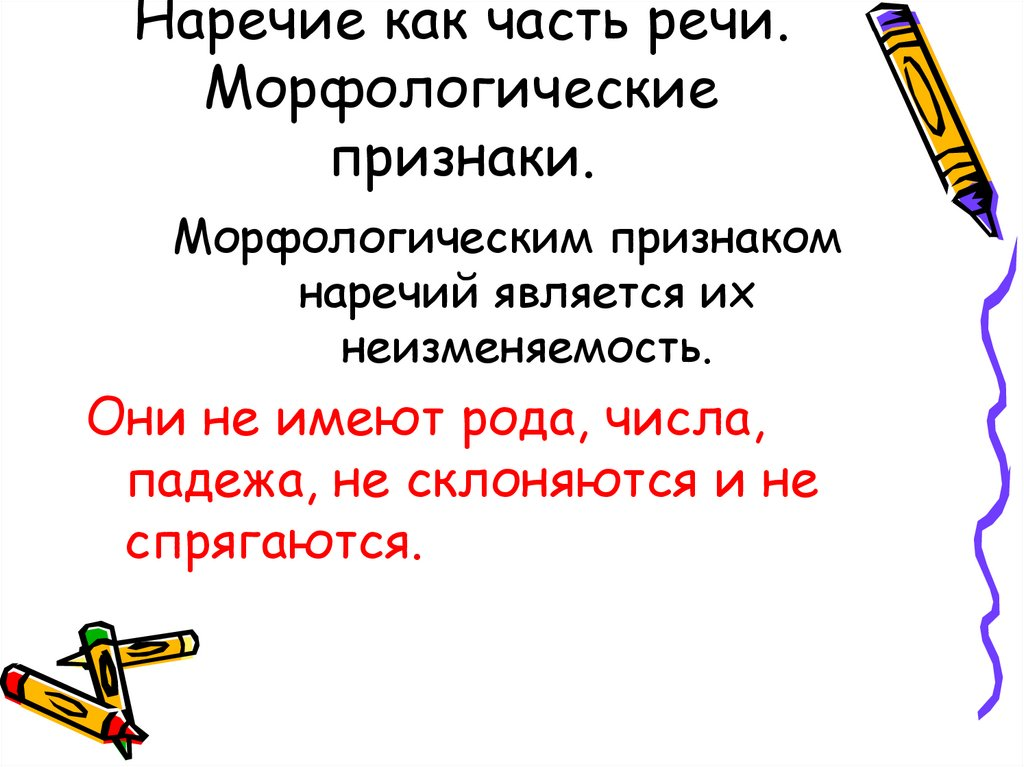 Наречие как часть речи.
Морфологические
признаки.
Морфологическим признаком
наречий является их
неизменяемость.
Они не имеют рода, числа,
падежа, не склоняются и не
спрягаются.